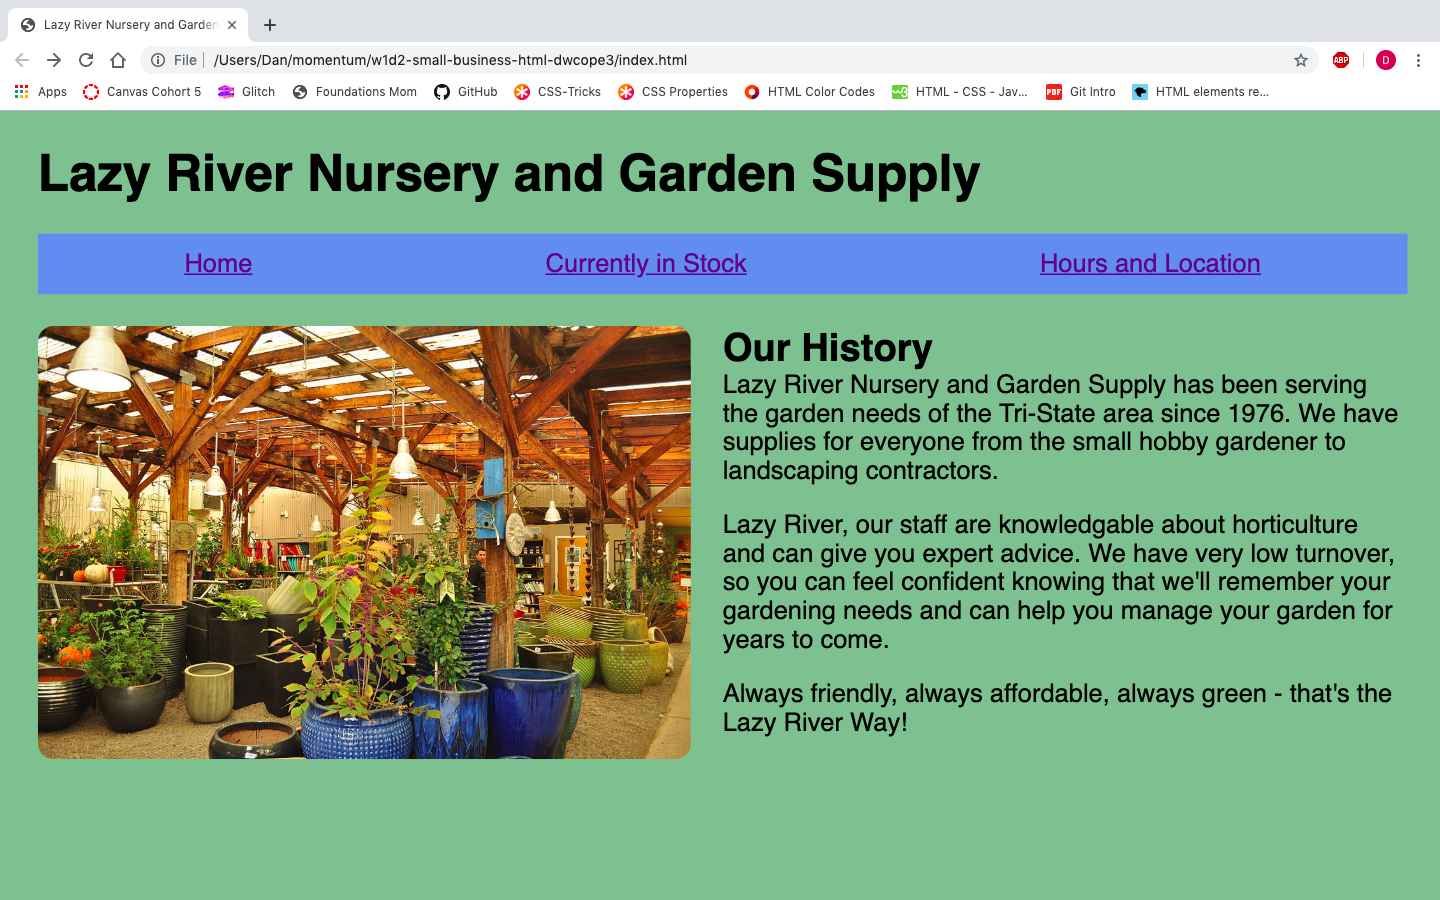 Lazy River Nursery and Garden
File
/Users/Dan/momentum/w1d2-small-business-html-dwcope3/index.html
ABP
D
Apps
Canvas Cohort 5
Glitch
Foundations Mom
GitHub
CSS-Tricks
CSS Properties
HTML Color Codes
w3
HTML - CSS - Jav...
PDF
Git Intro
HTML elements re...
Lazy River Nursery and Garden Supply
Home
Currently in Stock
Hours and Location
Our History
Lazy River Nursery and Garden Supply has been serving
the garden needs of the Tri-State area since 1976. We have
supplies for everyone from the small hobby gardener to
landscaping contractors.
Lazy River, our staff are knowledgable about horticulture
and can give you expert advice. We have very low turnover,
so you can feel confident knowing that we'll remember your
gardening needs and can help you manage your garden for
years to come.
Always friendly, always affordable, always green - that's the
Lazy River Way!